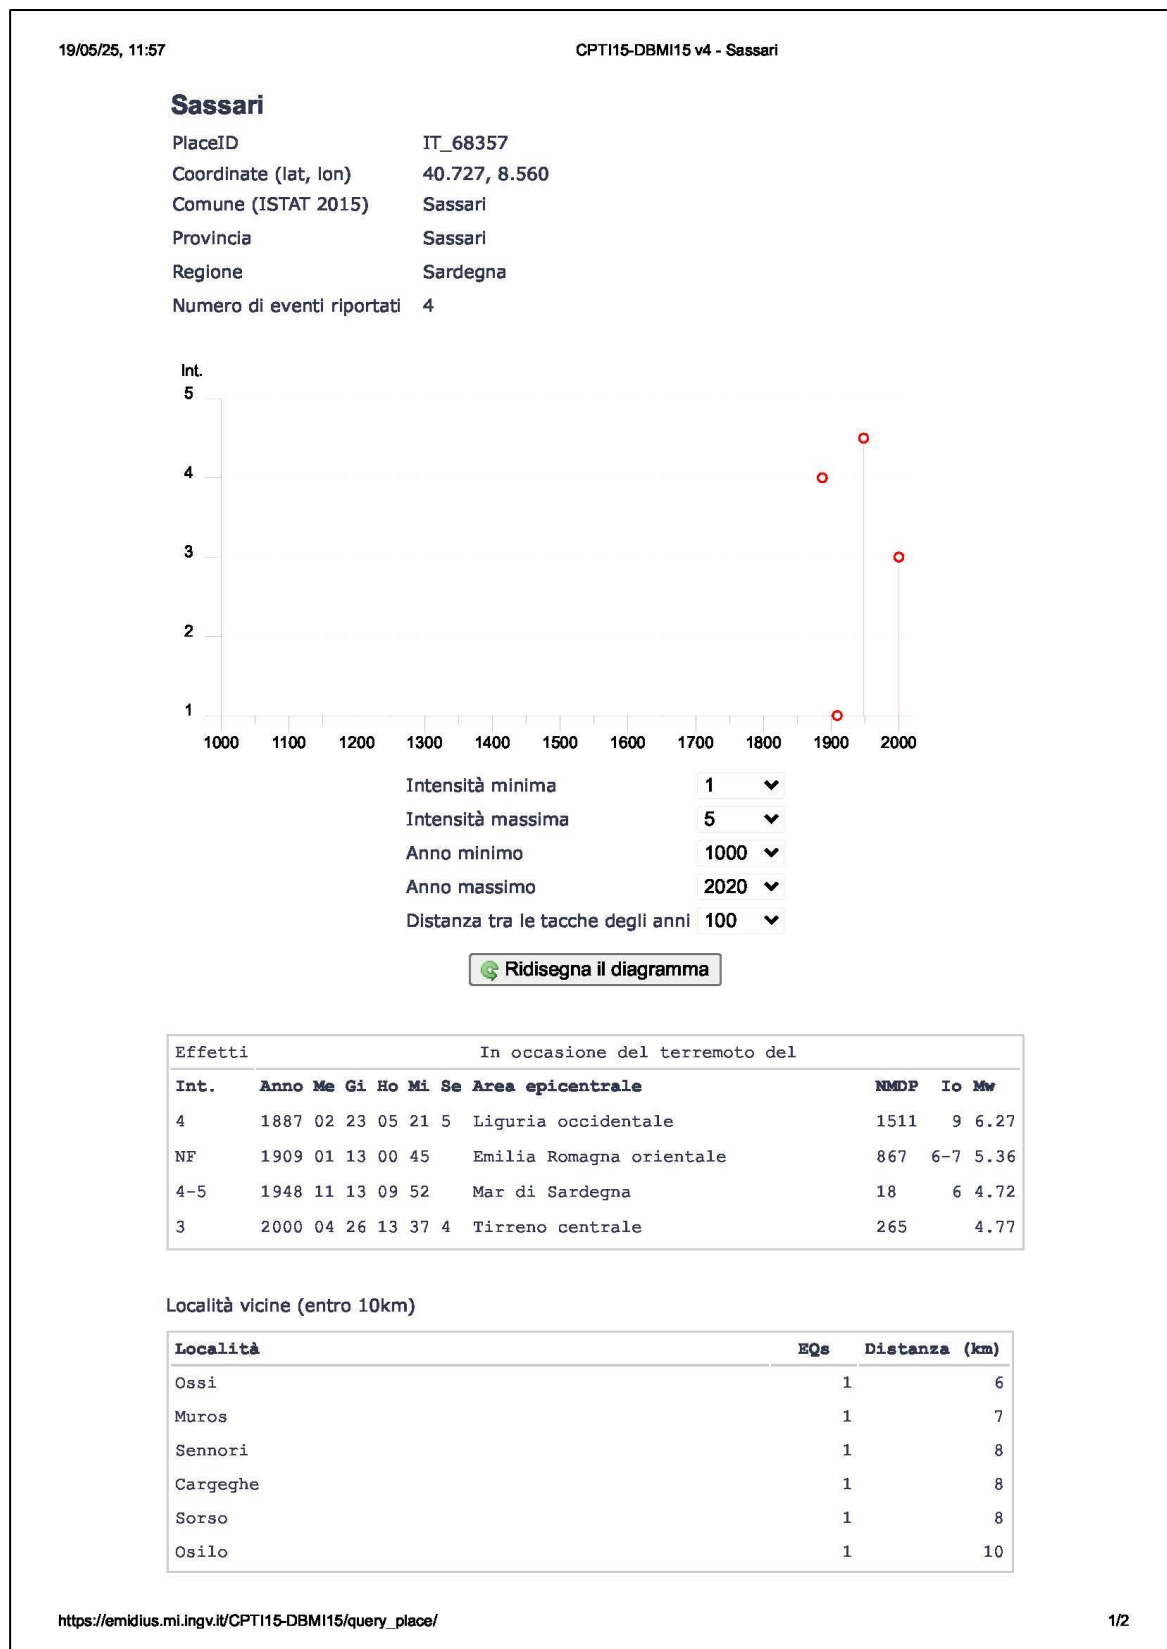 19/05/25, 11:57 CPTI15-DBMI15 v4 - Sassari
Sassari
PlaceID IT_68357
Coordinate (lat, lon) 40.727, 8.560
Comune (ISTAT 2015) Sassari
Provincia Sassari
Regione Sardegna
Numero di eventi riportati 4
Int.
5
4
3
2
1
1000 1100 1200 1300 1400 1500 1600 1700 1800 1900 2000
Intensità minima 1
Intensità massima 5
Anno minimo 1000
Anno massimo 2020
Distanza tra le tacche degli anni 100
Ridisegna il diagramma
Effetti In occasione del terremoto del
Int. Anno Me Gi Ho Mi Se Area epicentrale NMDP Io Mw
4 1887 02 23 05 21 5 Liguria occidentale 1511 9 6.27
NF 1909 01 13 00 45 Emilia Romagna orientale 867 6-7 5.36
4-5 1948 11 13 09 52 Mar di Sardegna 18 6 4.72
3 2000 04 26 13 37 4 Tirreno centrale 265 4.77
Località vicine (entro 10km)
Località EQs Distanza (km)
Ossi 1 6
Muros 1 7
Sennori 1 8
Cargeghe 1 8
Sorso 1 8
Osilo 1 10
https://emidius.mi.ingv.it/CPTI15-DBMI15/query_place/ 1/2